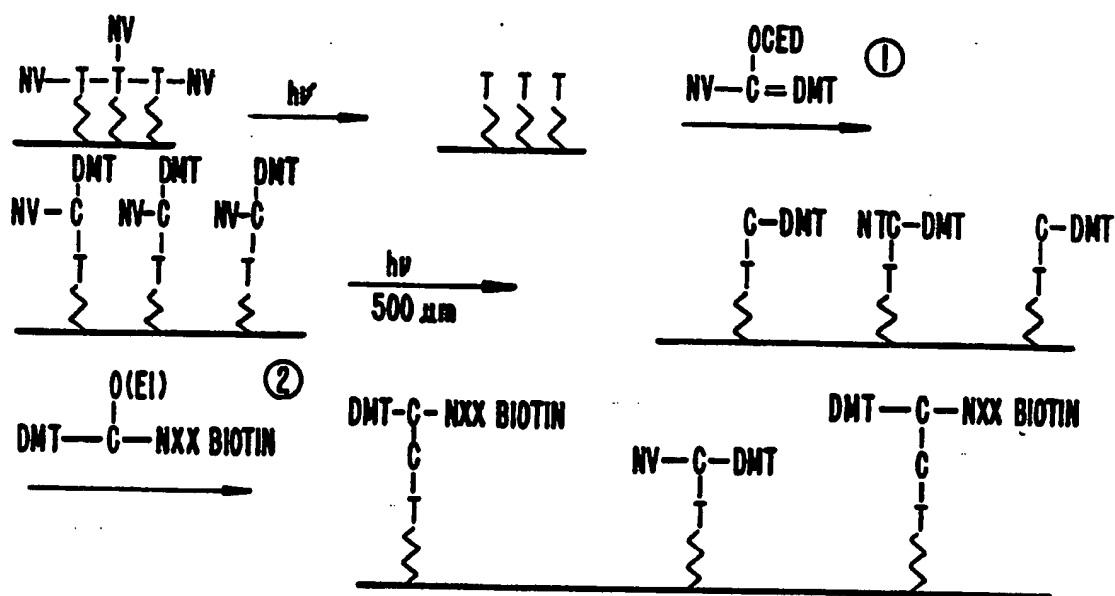 NV
NV-T-T-T-NV
hν
T T T
OCED
NV-C=DMT
①
DMT DMT DMT
NV-C NV-C NV-C
T T T
hν
500 µm
C-DMT NTC-DMT C-DMT
T T T
②
O(EI)
DMT-C-NXX BIOTIN
DMT-C-NXX BIOTIN
C
T
NV-C-DMT
T
DMT-C-NXX BIOTIN
C
T